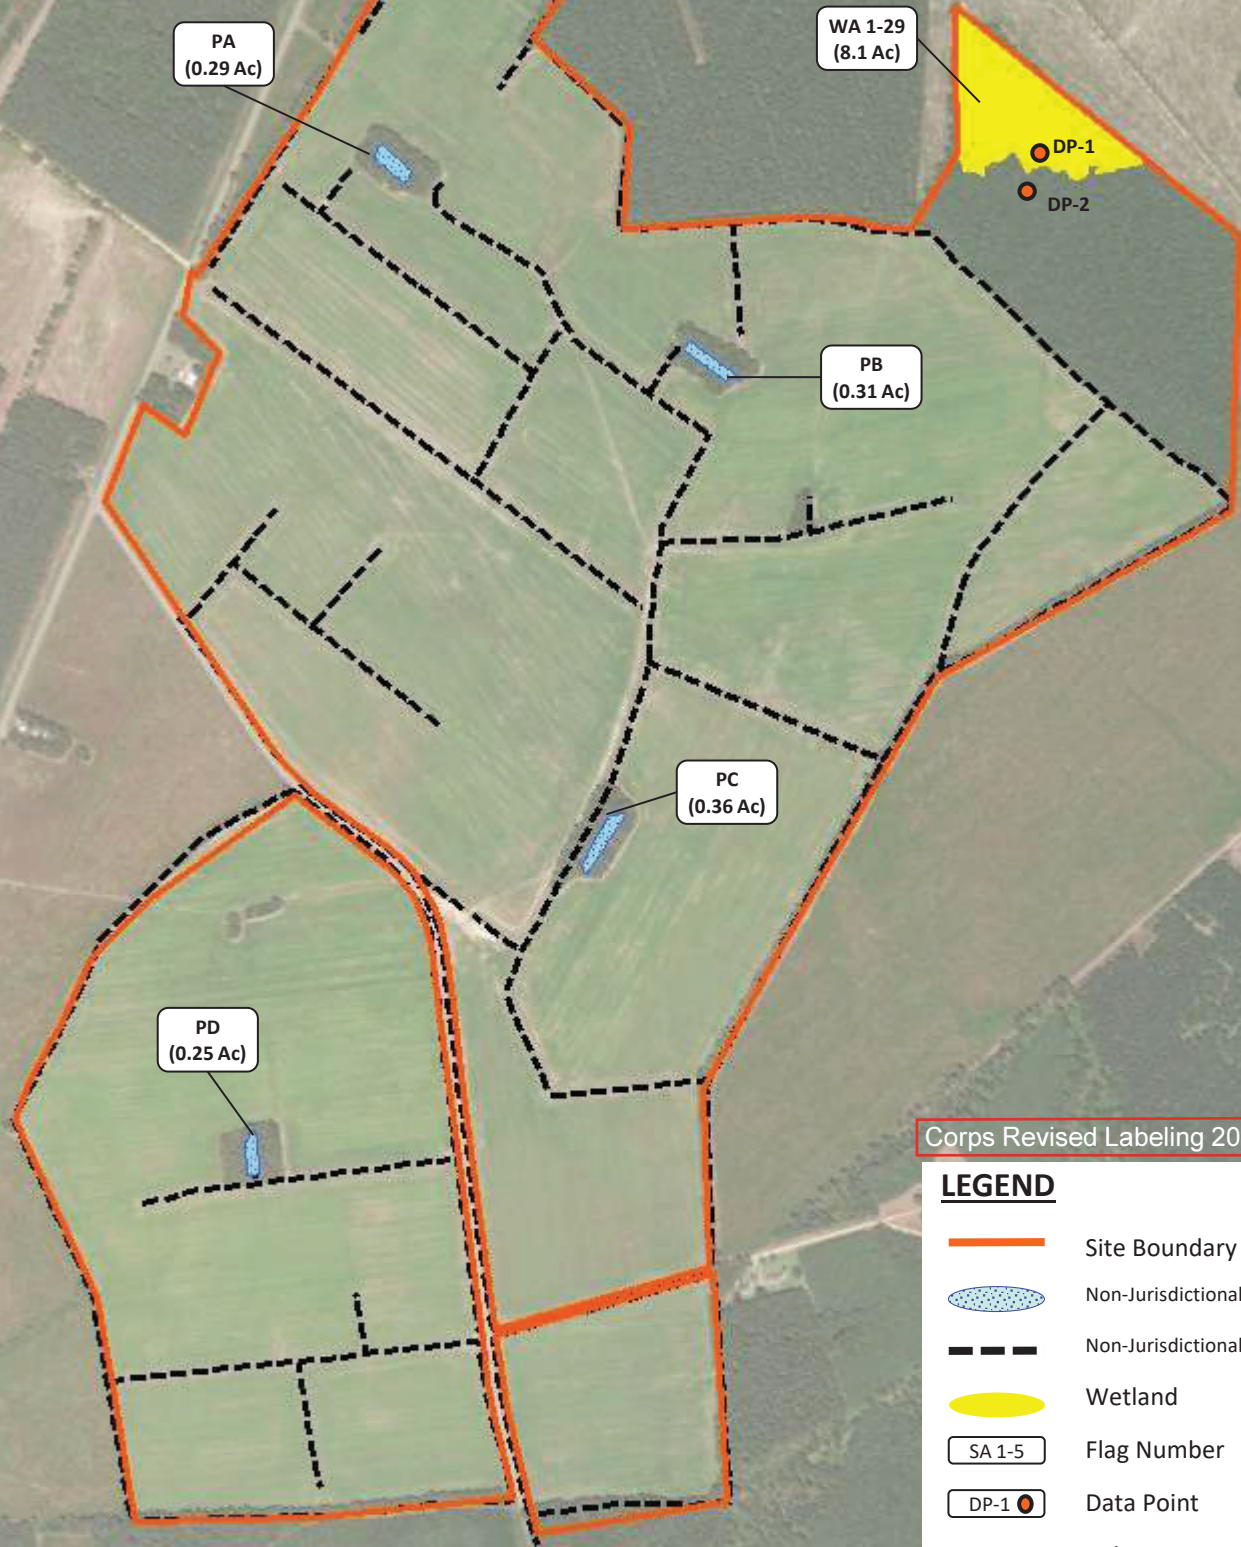 PA
(0.29 Ac)
WA 1-29
(8.1 Ac)
DP-1
DP-2
PB
(0.31 Ac)
PC
(0.36 Ac)
PD
(0.25 Ac)
Corps Revised Labeling 20
LEGEND
Site Boundary
Non-Jurisdictional
Non-Jurisdictional
Wetland
SA 1-5
Flag Number
DP-1
Data Point